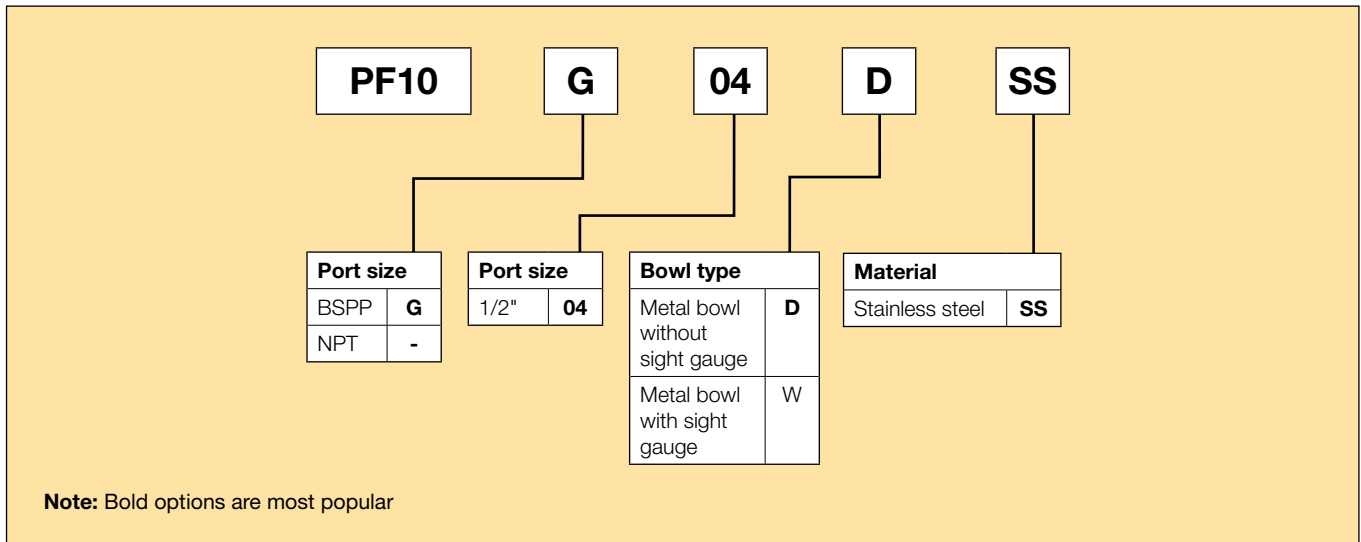 PF10 G 04 D SS
Port size
BSPP G
NPT -
Port size
1/2" 04
Bowl type
Metal bowl D
without
sight gauge
Metal bowl W
with sight
gauge
Material
Stainless steel SS
Note: Bold options are most popular